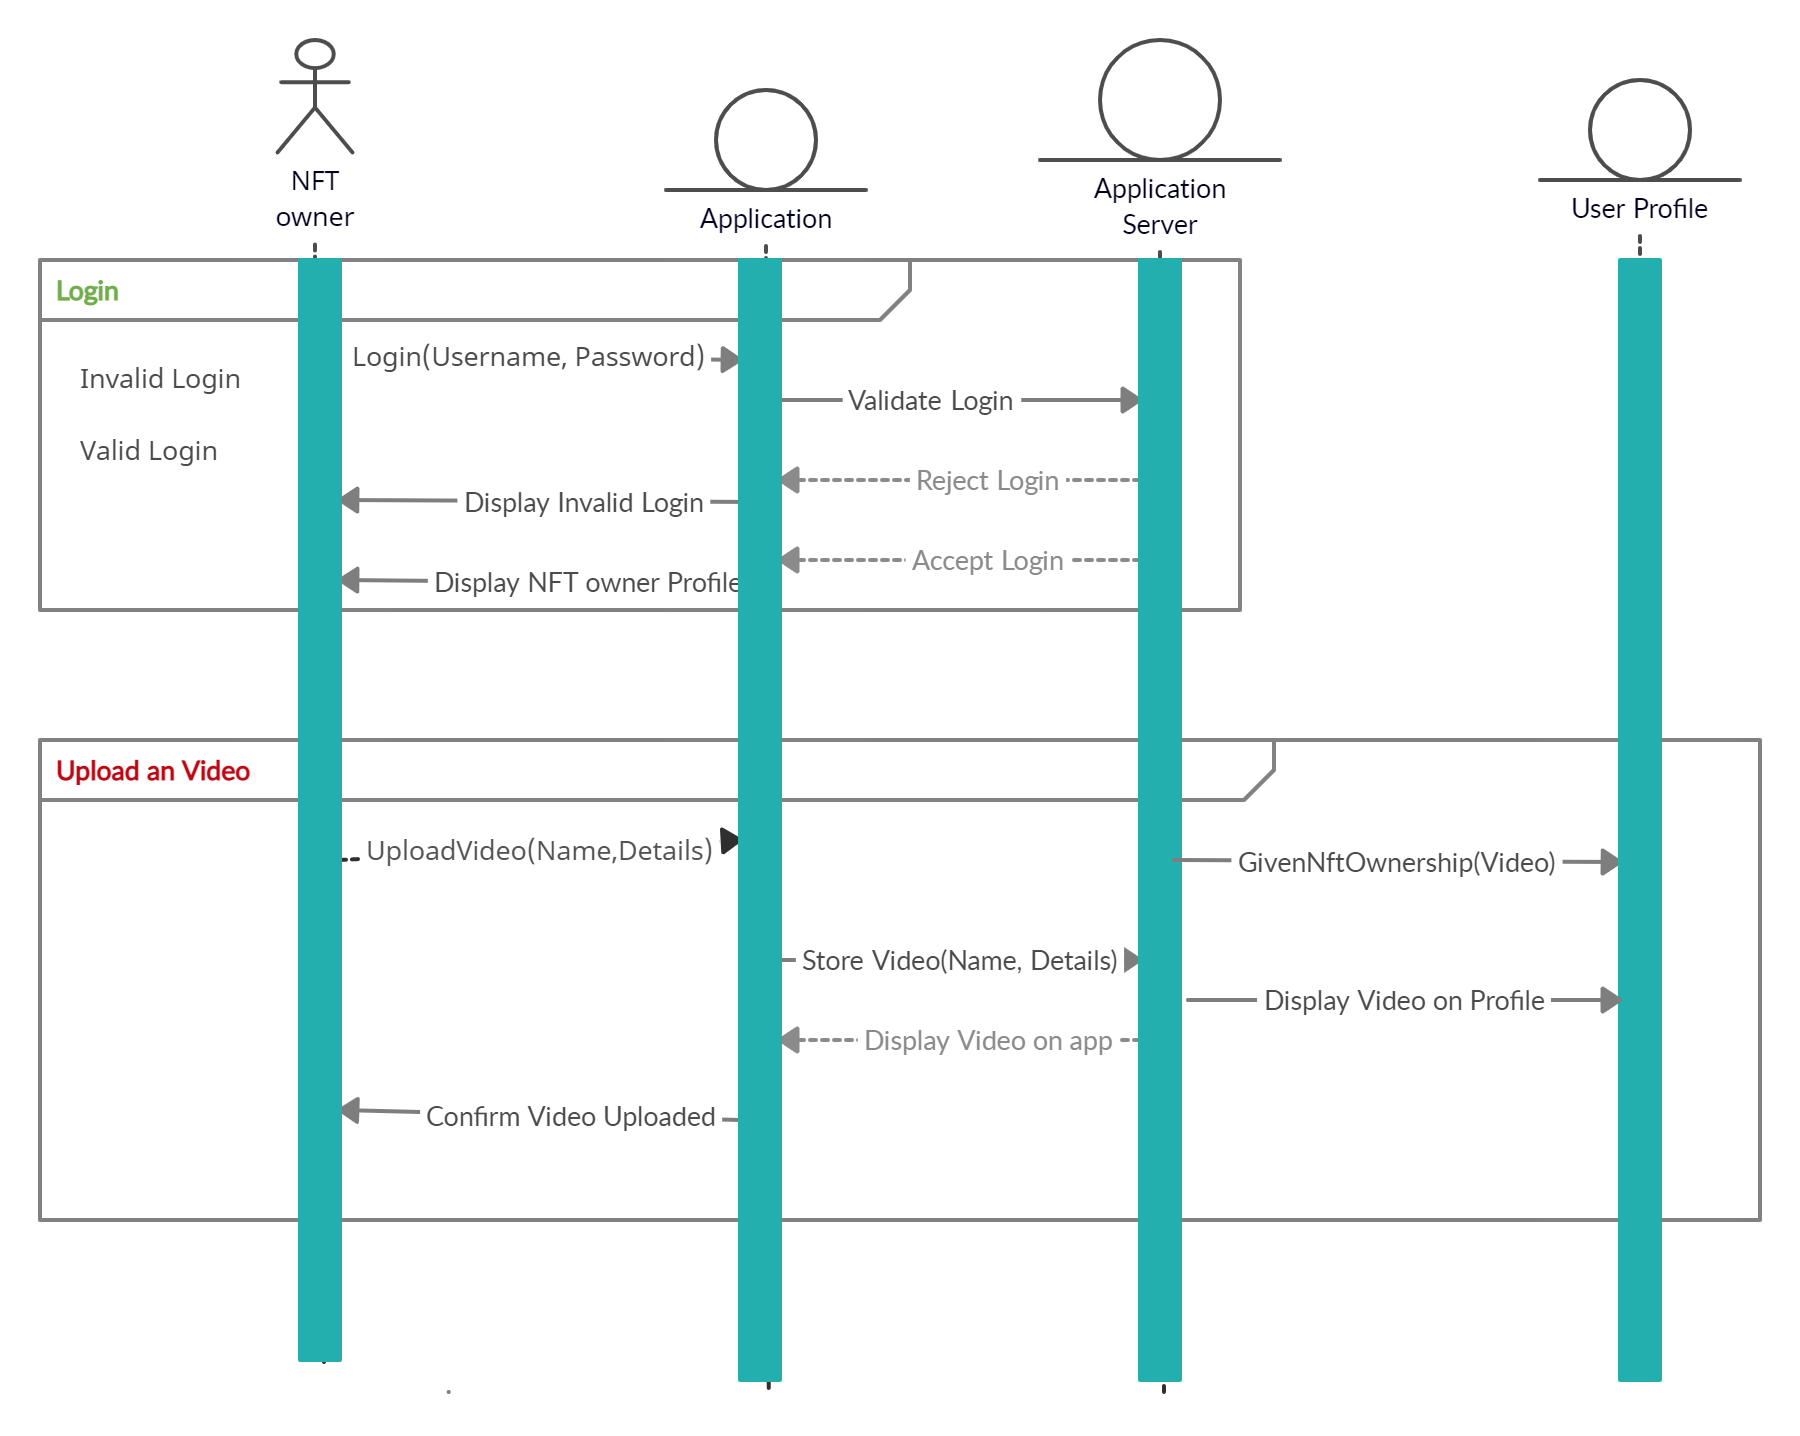 NFT
owner
Application
Application
Server
User Profile
Login
Login(Username, Password)
Invalid Login
Validate Login
Valid Login
Reject Login
Display Invalid Login
Accept Login
Display NFT owner Profile
Upload an Video
UploadVideo(Name,Details)
GivenNftOwnership(Video)
Store Video(Name, Details)
Display Video on Profile
Display Video on app
Confirm Video Uploaded